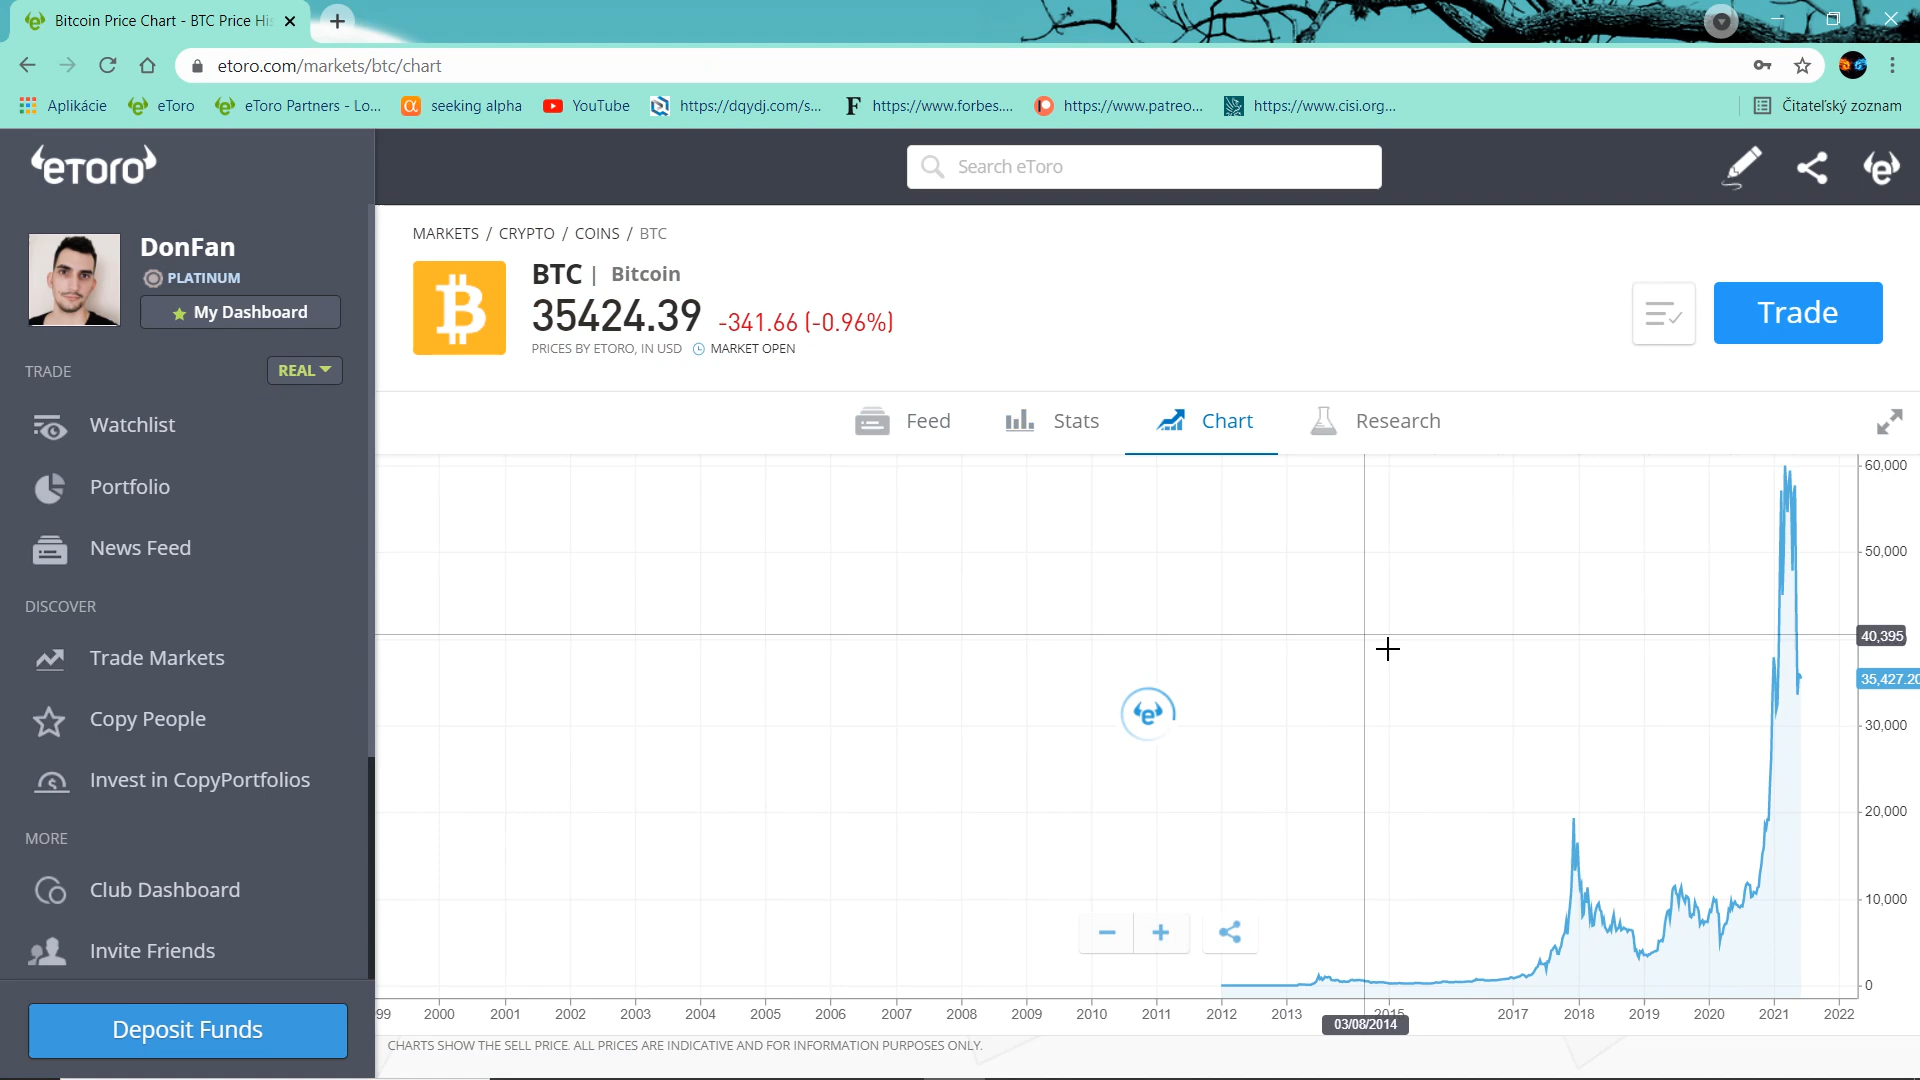 Bitcoin Price Chart - BTC Price His
etoro.com/markets/btc/chart
Aplikácie
eToro
eToro Partners - Lo...
seeking alpha
YouTube
https://dqydj.com/s...
https://www.forbes....
https://www.patreo...
https://www.cisi.org...
Čitateľský zoznam
eToro
Search eToro
DonFan
PLATINUM
My Dashboard
TRADE
REAL
Watchlist
Portfolio
News Feed
DISCOVER
Trade Markets
Copy People
Invest in CopyPortfolios
MORE
Club Dashboard
Invite Friends
Deposit Funds
MARKETS / CRYPTO / COINS / BTC
BTC | Bitcoin
35424.39 -341.66 (-0.96%)
PRICES BY ETORO, IN USD MARKET OPEN
Trade
Feed
Stats
Chart
Research
60,000
50,000
40,395
35,427.20
30,000
20,000
10,000
0
99 2000 2001 2002 2003 2004 2005 2006 2007 2008 2009 2010 2011 2012 2013 2015 2017 2018 2019 2020 2021 2022
03/08/2014
CHARTS SHOW THE SELL PRICE. ALL PRICES ARE INDICATIVE AND FOR INFORMATION PURPOSES ONLY.